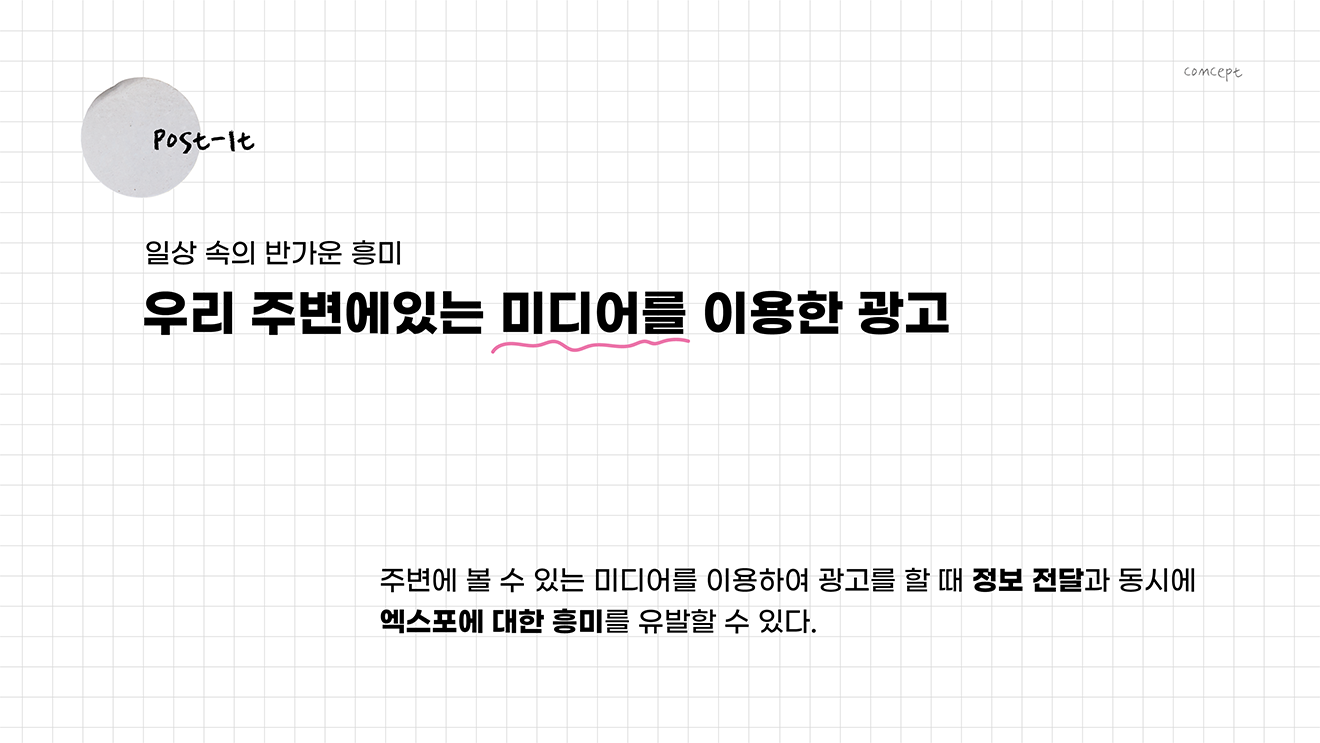 concept
Post-It
일상 속의 반가운 흥미
우리 주변에있는 미디어를 이용한 광고
주변에 볼 수 있는 미디어를 이용하여 광고를 할 때 정보 전달과 동시에
엑스포에 대한 흥미를 유발할 수 있다.